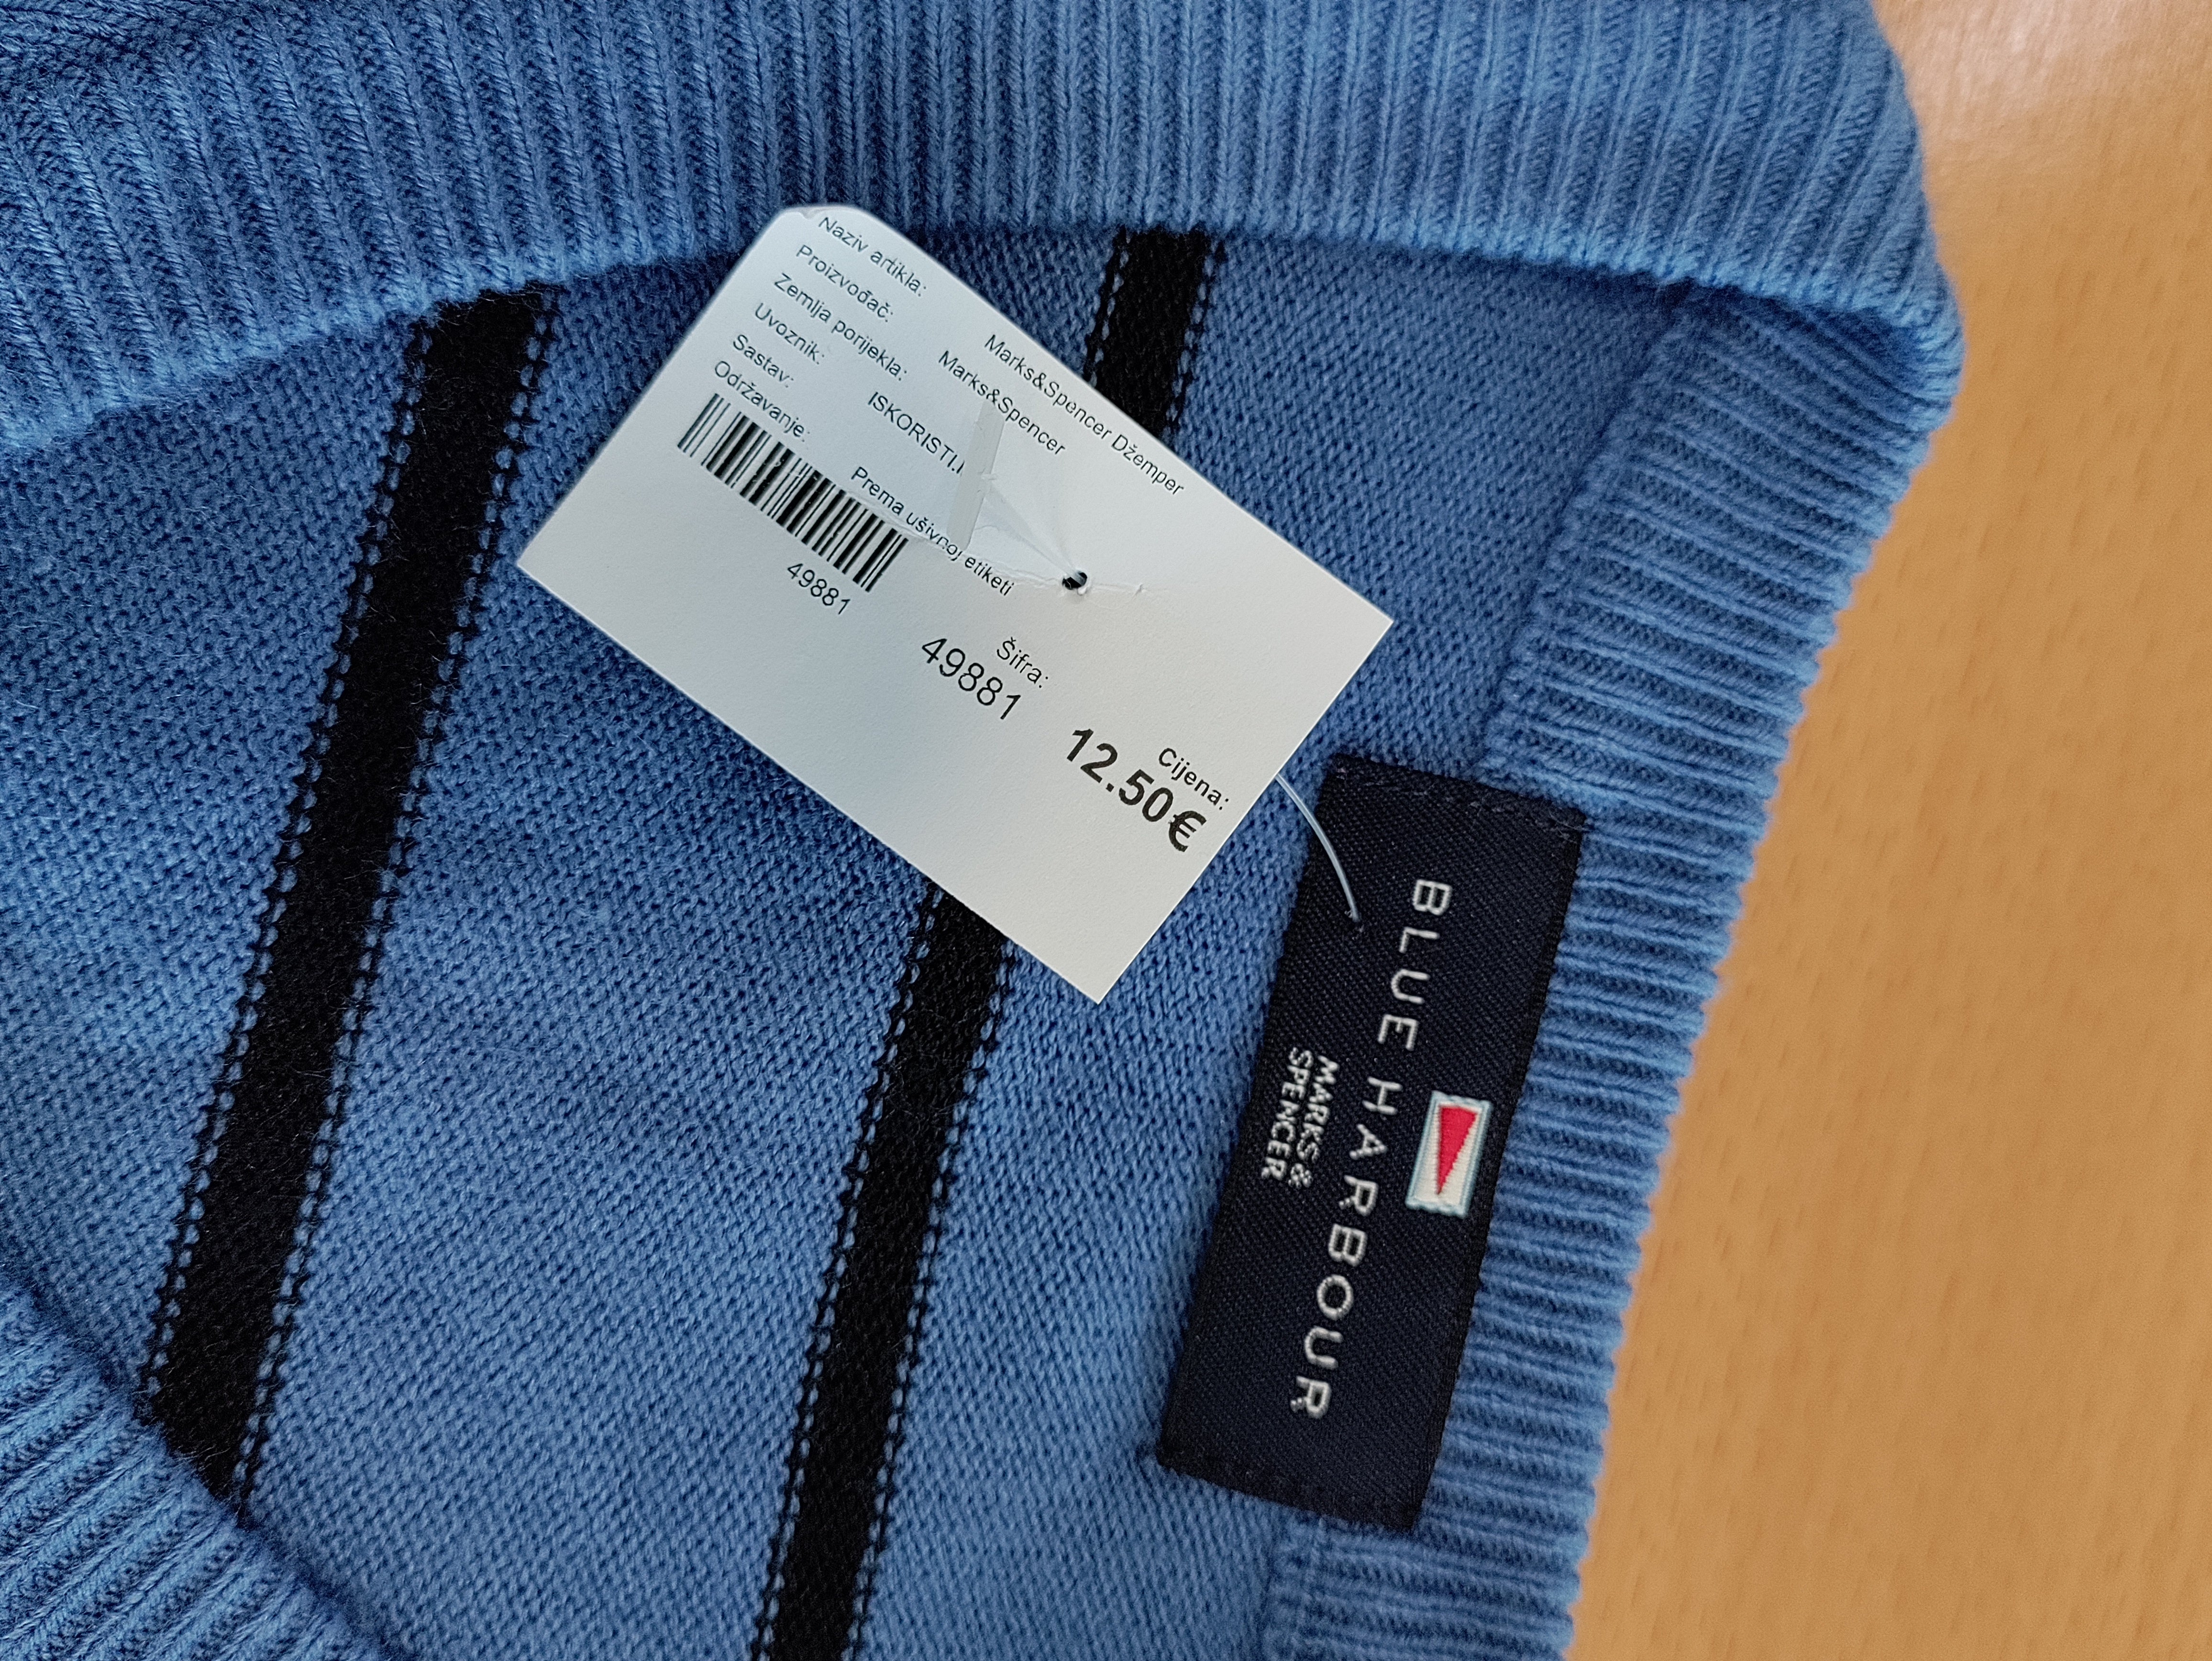 Naziv artikla: Marks&Spencer Džemper
Proizvođač: Marks&Spencer
Zemlja porijekla:
Uvoznik: ISKORISTI.
Sastav:
Održavanje: Prema ušivnoj etiketi
49881
Šifra:
49881
Cijena:
12.50€
BLUE HARBOUR
MARKS &
SPENCER